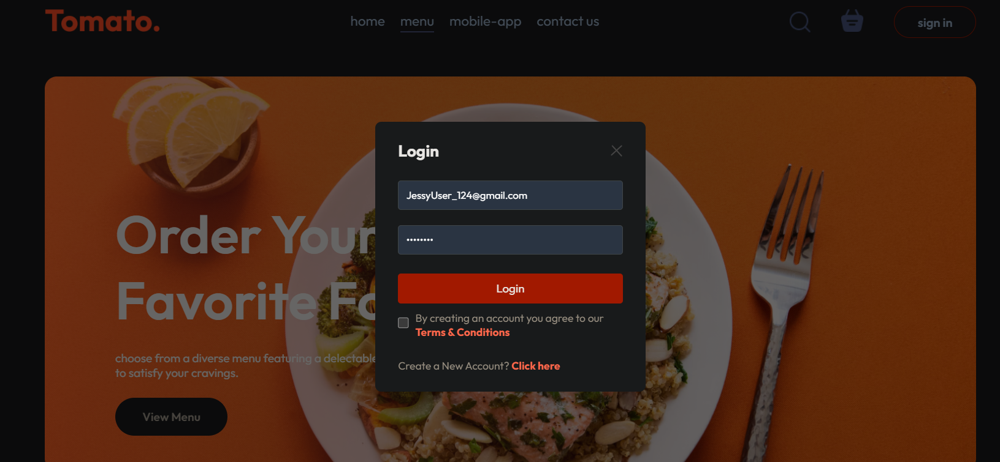 Tomato.
home menu mobile-app contact us
sign in
Login
JessyUser_124@gmail.com
••••••••
Login
By creating an account you agree to our
Terms & Conditions
Create a New Account? Click here
Order Your
Favorite
choose from a diverse menu featuring a delectable
to satisfy your cravings.
View Menu